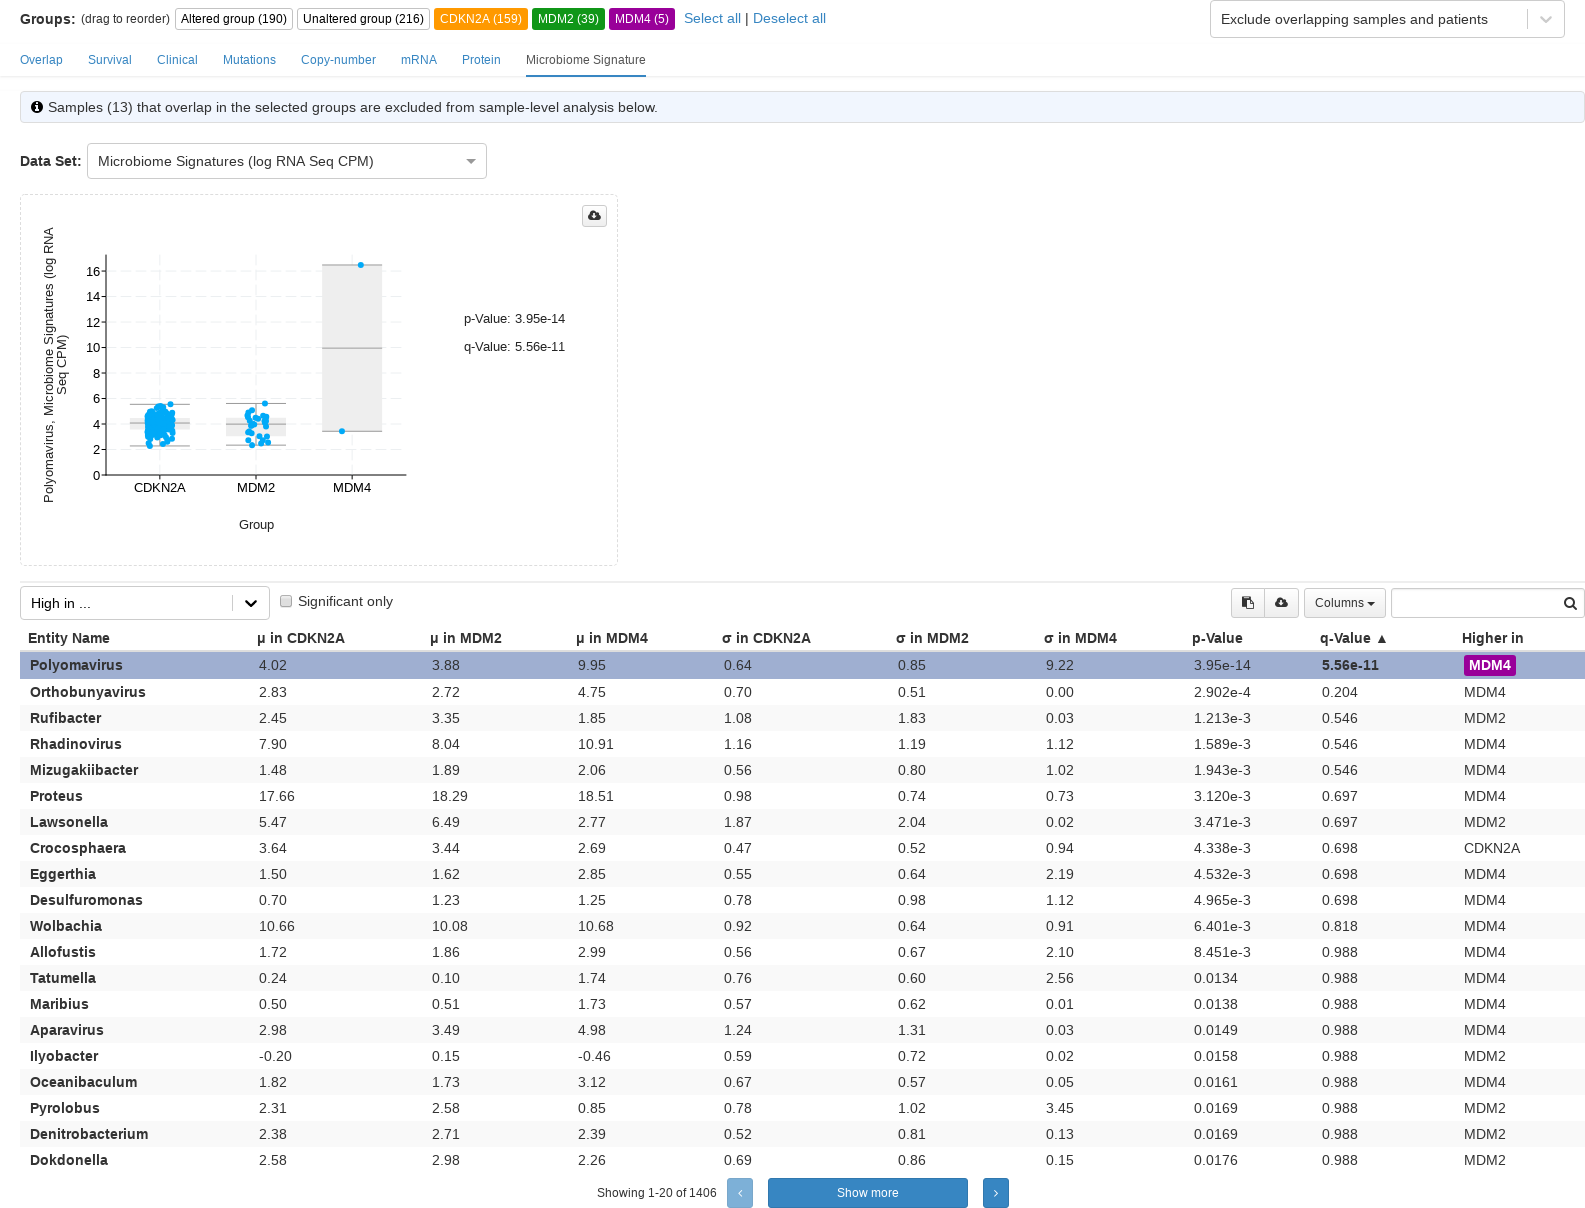 Groups: (drag to reorder) Altered group (190) Unaltered group (216) CDKN2A (159) MDM2 (39) MDM4 (5) Select all | Deselect all Exclude overlapping samples and patients
Overlap Survival Clinical Mutations Copy-number mRNA Protein Microbiome Signature
Samples (13) that overlap in the selected groups are excluded from sample-level analysis below.
Data Set: Microbiome Signatures (log RNA Seq CPM)
Polyomavirus, Microbiome Signatures (log RNA
Seq CPM)
16
14
12
10
8
6
4
2
0
CDKN2A MDM2 MDM4
Group
p-Value: 3.95e-14
q-Value: 5.56e-11
High in ... Significant only Columns
Entity Name μ in CDKN2A μ in MDM2 μ in MDM4 σ in CDKN2A σ in MDM2 σ in MDM4 p-Value q-Value ▲ Higher in
Polyomavirus 4.02 3.88 9.95 0.64 0.85 9.22 3.95e-14 5.56e-11 MDM4
Orthobunyavirus 2.83 2.72 4.75 0.70 0.51 0.00 2.902e-4 0.204 MDM4
Rufibacter 2.45 3.35 1.85 1.08 1.83 0.03 1.213e-3 0.546 MDM2
Rhadinovirus 7.90 8.04 10.91 1.16 1.19 1.12 1.589e-3 0.546 MDM4
Mizugakiibacter 1.48 1.89 2.06 0.56 0.80 1.02 1.943e-3 0.546 MDM4
Proteus 17.66 18.29 18.51 0.98 0.74 0.73 3.120e-3 0.697 MDM4
Lawsonella 5.47 6.49 2.77 1.87 2.04 0.02 3.471e-3 0.697 MDM2
Crocosphaera 3.64 3.44 2.69 0.47 0.52 0.94 4.338e-3 0.698 CDKN2A
Eggerthia 1.50 1.62 2.85 0.55 0.64 2.19 4.532e-3 0.698 MDM4
Desulfuromonas 0.70 1.23 1.25 0.78 0.98 1.12 4.965e-3 0.698 MDM4
Wolbachia 10.66 10.08 10.68 0.92 0.64 0.91 6.401e-3 0.818 MDM4
Allofustis 1.72 1.86 2.99 0.56 0.67 2.10 8.451e-3 0.988 MDM4
Tatumella 0.24 0.10 1.74 0.76 0.60 2.56 0.0134 0.988 MDM4
Maribius 0.50 0.51 1.73 0.57 0.62 0.01 0.0138 0.988 MDM4
Aparavirus 2.98 3.49 4.98 1.24 1.31 0.03 0.0149 0.988 MDM4
Ilyobacter -0.20 0.15 -0.46 0.59 0.72 0.02 0.0158 0.988 MDM2
Oceanibaculum 1.82 1.73 3.12 0.67 0.57 0.05 0.0161 0.988 MDM4
Pyrolobus 2.31 2.58 0.85 0.78 1.02 3.45 0.0169 0.988 MDM2
Denitrobacterium 2.38 2.71 2.39 0.52 0.81 0.13 0.0169 0.988 MDM2
Dokdonella 2.58 2.98 2.26 0.69 0.86 0.15 0.0176 0.988 MDM2
Showing 1-20 of 1406 ‹ Show more ›